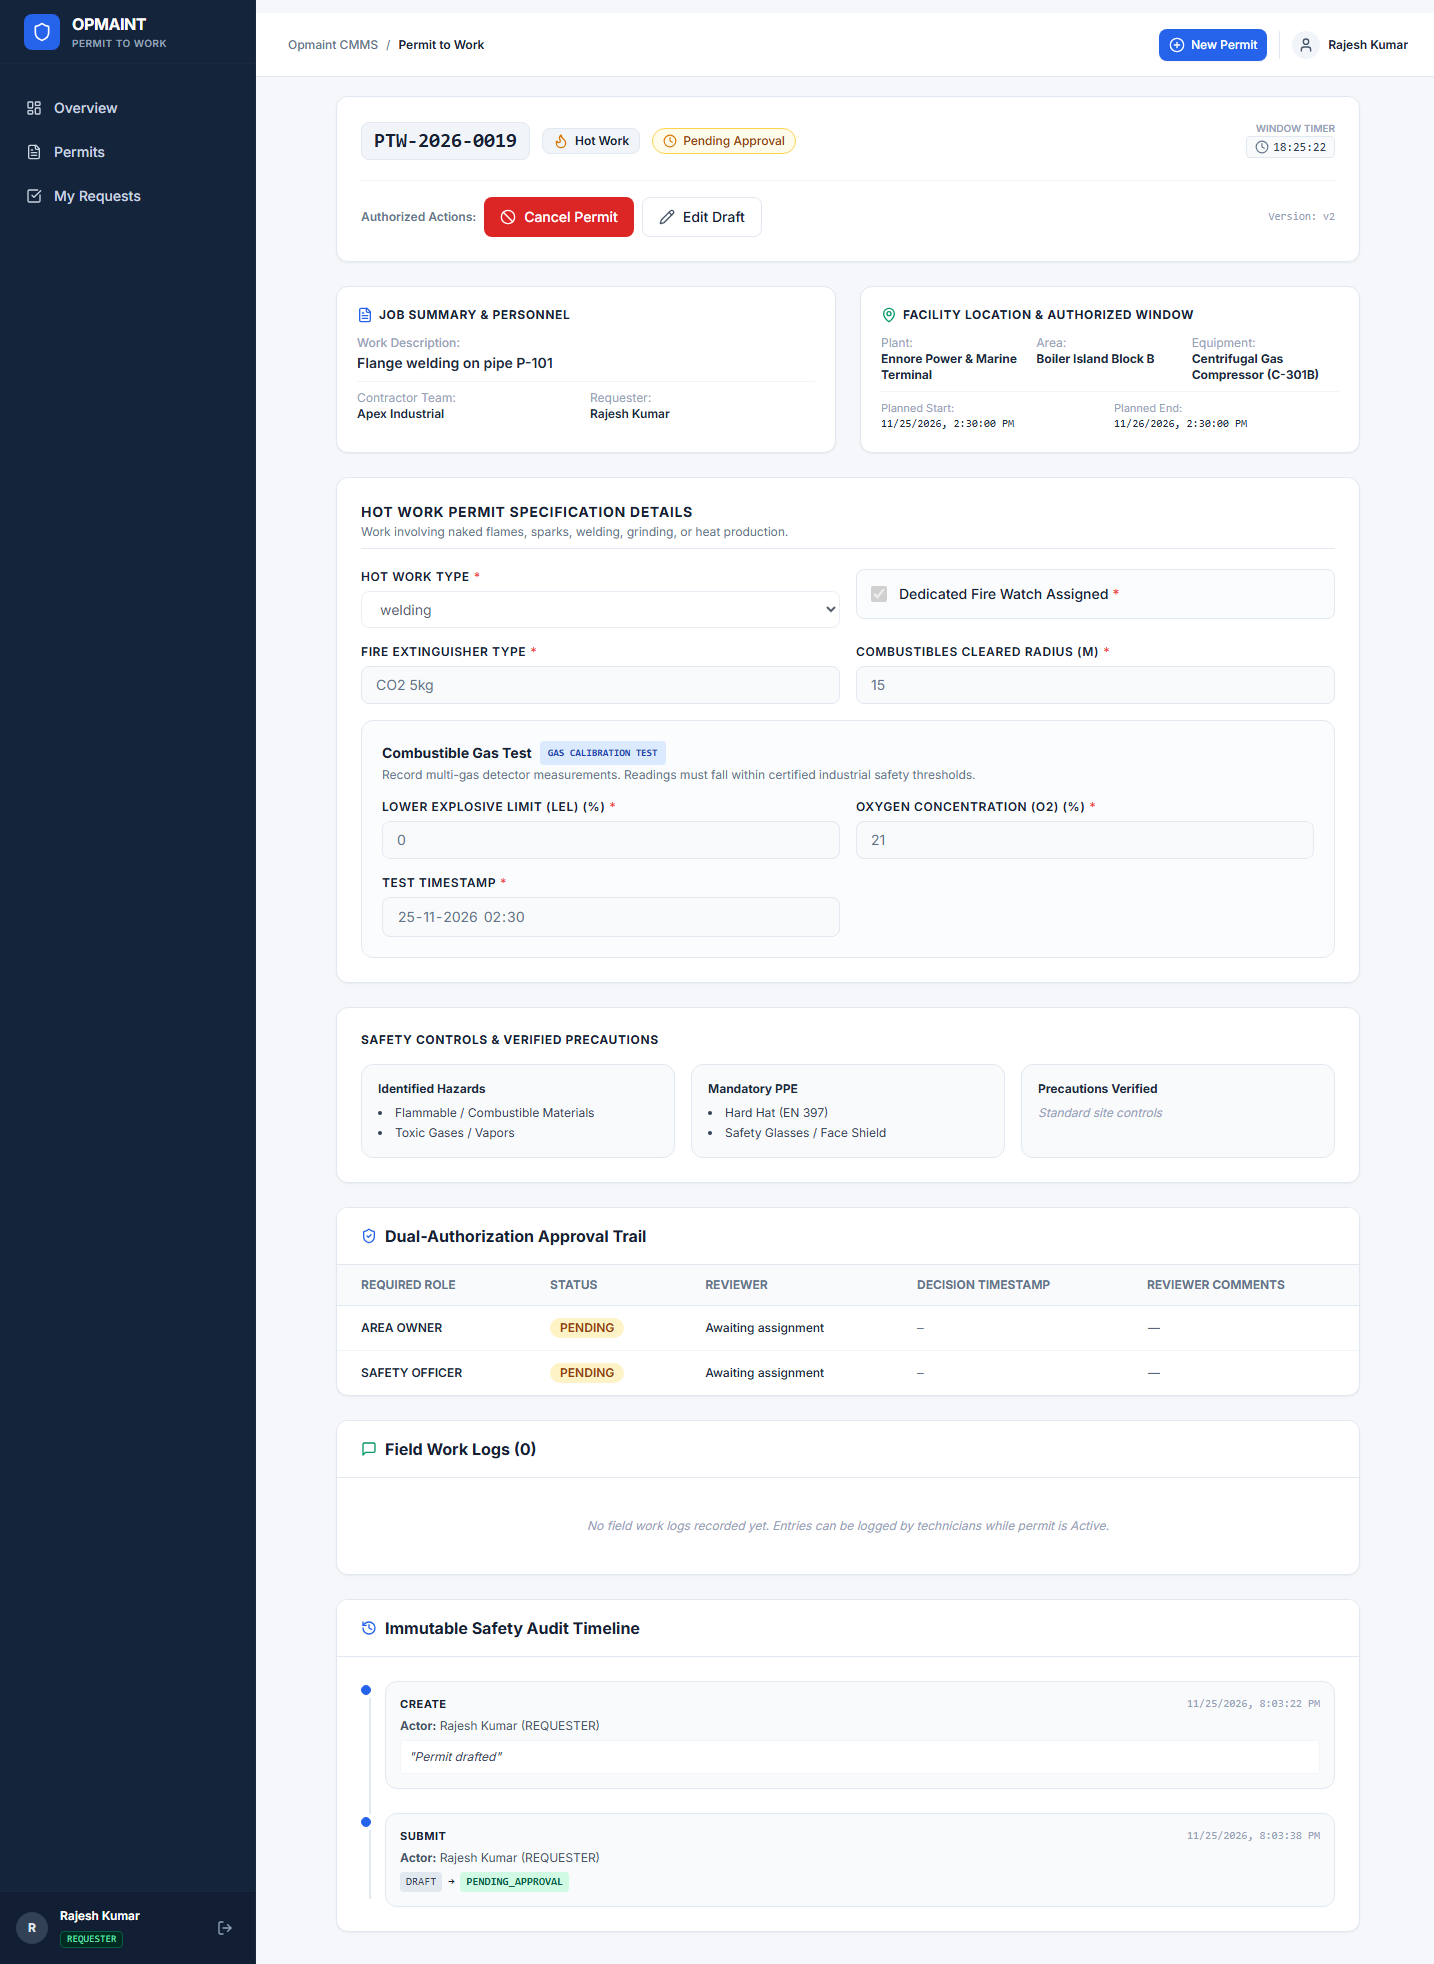 OPMAINT
PERMIT TO WORK
Overview
Permits
My Requests
Opmaint CMMS / Permit to Work
New Permit
Rajesh Kumar
PTW-2026-0019
Hot Work
Pending Approval
WINDOW TIMER
18:25:22
Authorized Actions:
Cancel Permit
Edit Draft
Version: v2
JOB SUMMARY & PERSONNEL
Work Description:
Flange welding on pipe P-101
Contractor Team:
Apex Industrial
Requester:
Rajesh Kumar
FACILITY LOCATION & AUTHORIZED WINDOW
Plant:
Ennore Power & Marine
Terminal
Area:
Boiler Island Block B
Equipment:
Centrifugal Gas
Compressor (C-301B)
Planned Start:
11/25/2026, 2:30:00 PM
Planned End:
11/26/2026, 2:30:00 PM
HOT WORK PERMIT SPECIFICATION DETAILS
Work involving naked flames, sparks, welding, grinding, or heat production.
HOT WORK TYPE *
welding
Dedicated Fire Watch Assigned *
FIRE EXTINGUISHER TYPE *
CO2 5kg
COMBUSTIBLES CLEARED RADIUS (M) *
15
Combustible Gas Test
GAS CALIBRATION TEST
Record multi-gas detector measurements. Readings must fall within certified industrial safety thresholds.
LOWER EXPLOSIVE LIMIT (LEL) (%) *
0
OXYGEN CONCENTRATION (O2) (%) *
21
TEST TIMESTAMP *
25-11-2026 02:30
SAFETY CONTROLS & VERIFIED PRECAUTIONS
Identified Hazards
• Flammable / Combustible Materials
• Toxic Gases / Vapors
Mandatory PPE
• Hard Hat (EN 397)
• Safety Glasses / Face Shield
Precautions Verified
Standard site controls
Dual-Authorization Approval Trail
REQUIRED ROLE STATUS REVIEWER DECISION TIMESTAMP REVIEWER COMMENTS
AREA OWNER PENDING Awaiting assignment – —
SAFETY OFFICER PENDING Awaiting assignment – —
Field Work Logs (0)
No field work logs recorded yet. Entries can be logged by technicians while permit is Active.
Immutable Safety Audit Timeline
CREATE
11/25/2026, 8:03:22 PM
Actor: Rajesh Kumar (REQUESTER)
"Permit drafted"
SUBMIT
11/25/2026, 8:03:38 PM
Actor: Rajesh Kumar (REQUESTER)
DRAFT → PENDING_APPROVAL
R
Rajesh Kumar
REQUESTER